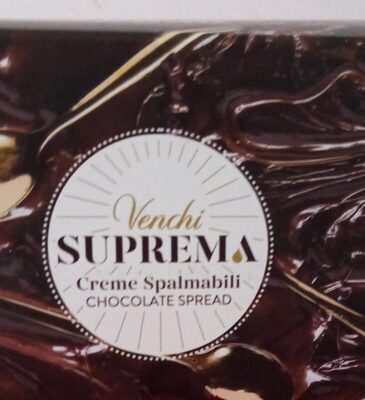 Venchi
SUPREMA
Creme Spalmabili
CHOCOLATE SPREAD